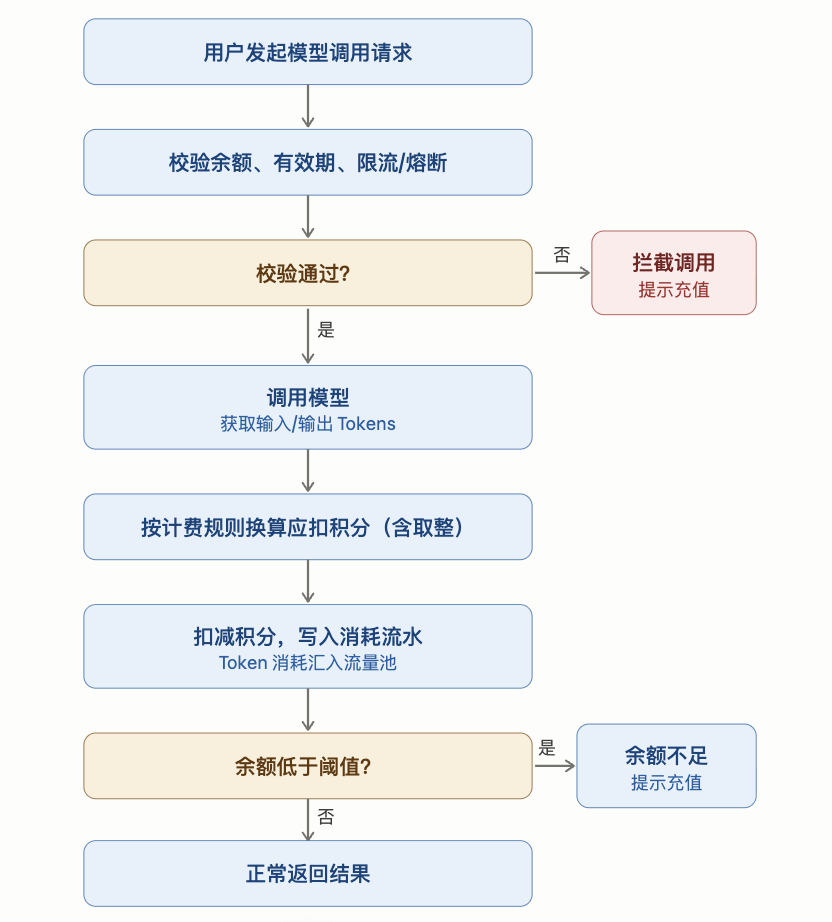 用户发起模型调用请求
校验余额、有效期、限流/熔断
校验通过?
否
拦截调用
提示充值
是
调用模型
获取输入/输出 Tokens
按计费规则换算应扣积分（含取整）
扣减积分，写入消耗流水
Token 消耗汇入流量池
余额低于阈值?
是
余额不足
提示充值
否
正常返回结果